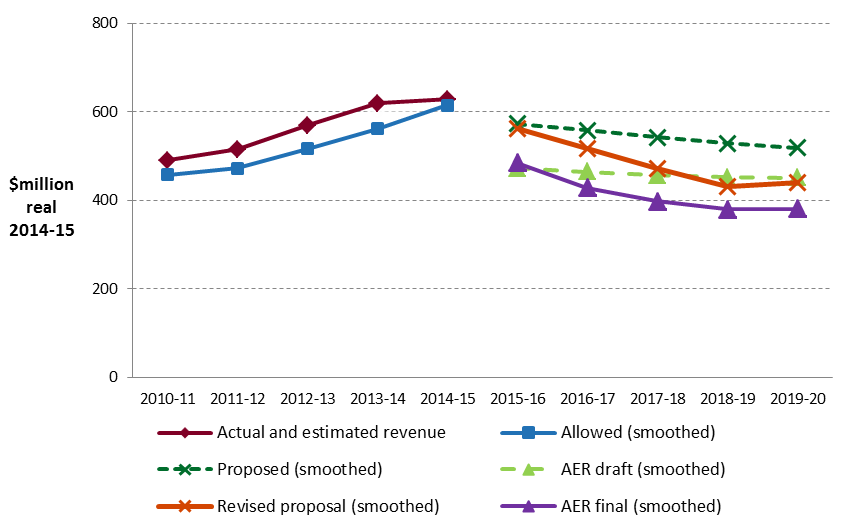 800
600
$million
real
2014-15
400
200
0
2010-11 2011-12 2012-13 2013-14 2014-15 2015-16 2016-17 2017-18 2018-19 2019-20
Actual and estimated revenue Allowed (smoothed)
Proposed (smoothed) AER draft (smoothed)
Revised proposal (smoothed) AER final (smoothed)